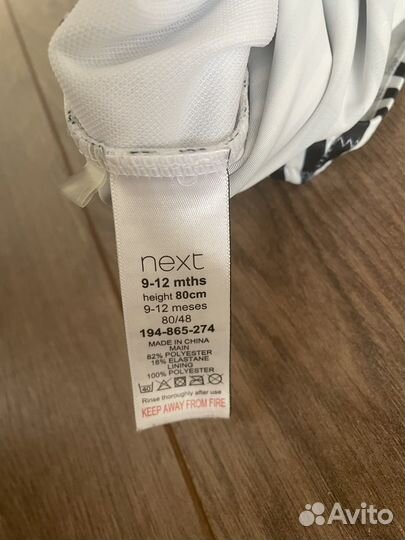 next
9-12 mths
height 80cm
9-12 meses
80/48
194-865-274
MADE IN CHINA
MAIN
82% POLYESTER
18% ELASTANE
LINING
100% POLYESTER
40
Rinse thoroughly after use
KEEP AWAY FROM FIRE
Avito